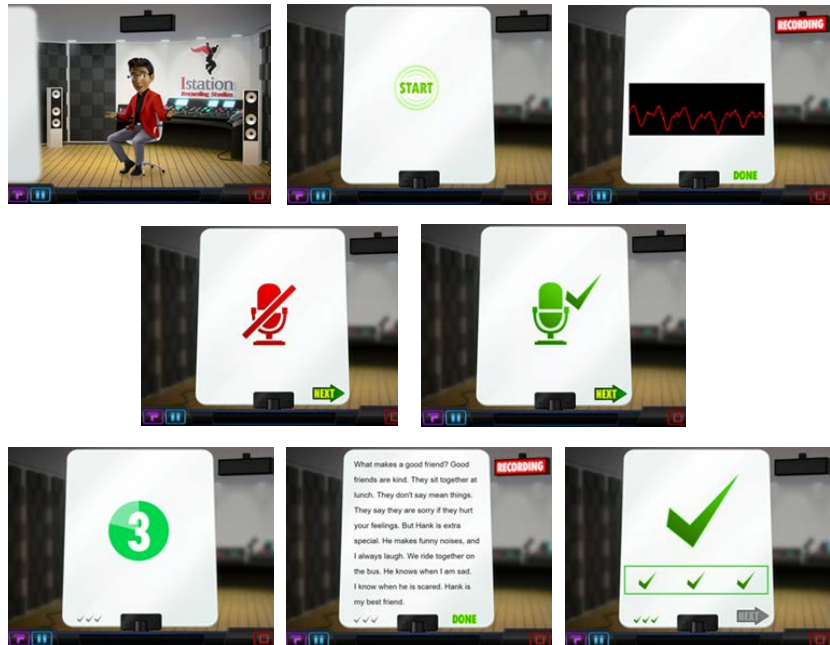 Istation
Recording Studios
START
RECORDING
DONE
NEXT
NEXT
3
What makes a good friend? Good
friends are kind. They sit together at
lunch. They don't say mean things.
They say they are sorry if they hurt
your feelings. But Hank is extra
special. He makes funny noises, and
I always laugh. We ride together on
the bus. He knows when I am sad.
I know when he is scared. Hank is
my best friend.
DONE
RECORDING
NEXT